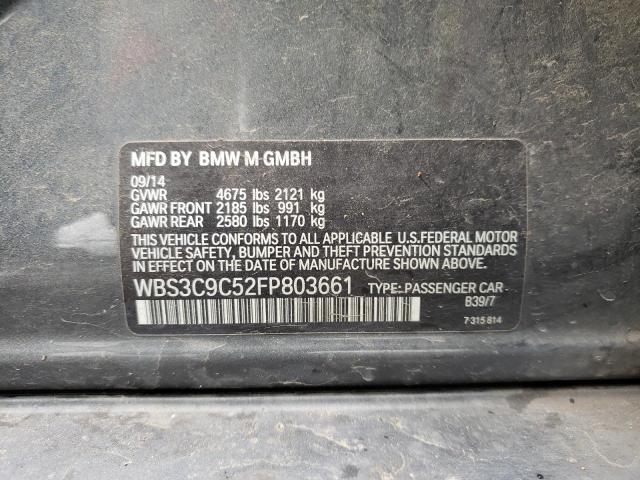 MFD BY BMW M GMBH
09/14
GVWR 4675 lbs 2121 kg
GAWR FRONT 2185 lbs 991 kg
GAWR REAR 2580 lbs 1170 kg
THIS VEHICLE CONFORMS TO ALL APPLICABLE U.S.FEDERAL MOTOR
VEHICLE SAFETY, BUMPER AND THEFT PREVENTION STANDARDS
IN EFFECT ON THE DATE OF MANUFACTURE SHOWN ABOVE.
WBS3C9C52FP803661 TYPE: PASSENGER CAR
B39/7
7 315 814